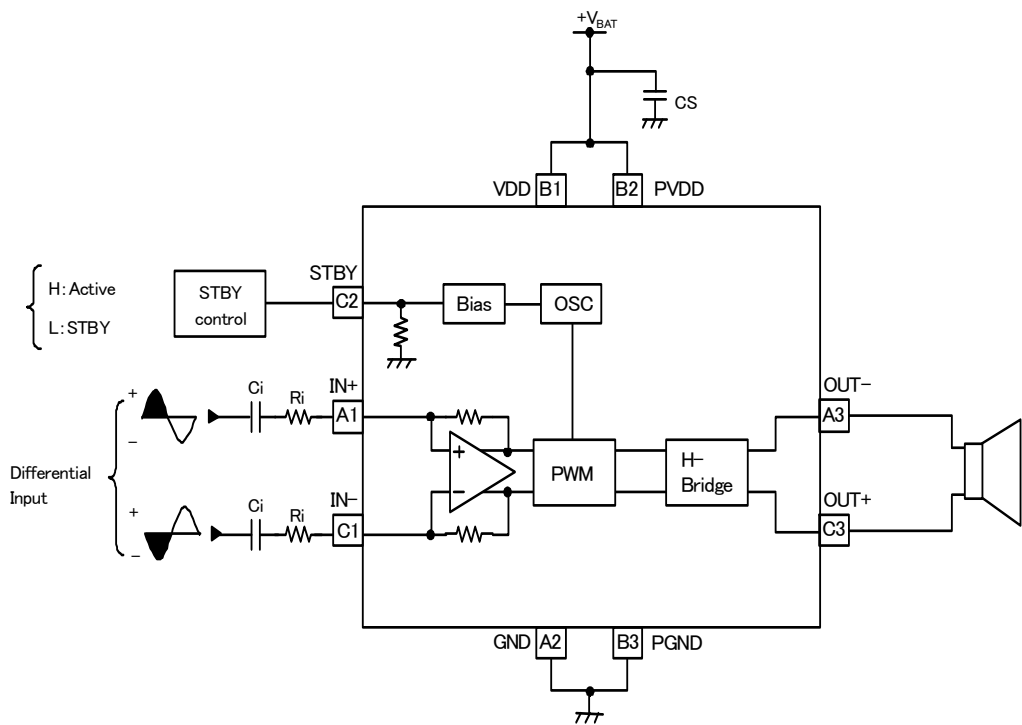 +VBAT
CS
VDD B1 B2 PVDD
STBY
H:Active
L:STBY
STBY
control
C2
Bias
OSC
IN+
OUT-
+
-
Ci
Ri
A1
A3
+
-
PWM
H-
Bridge
Differential
Input
IN-
OUT+
+
-
Ci
Ri
C1
C3
GND A2 B3 PGND